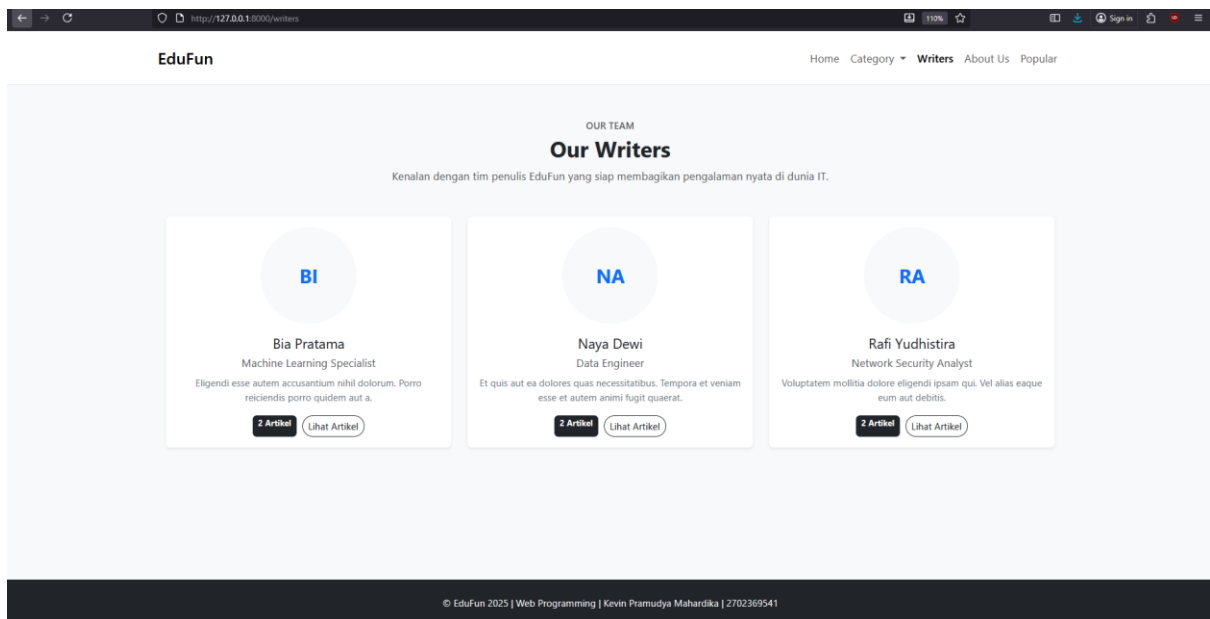 http://127.0.0.1:8000/writers
110%
Sign in
EduFun
Home Category Writers About Us Popular
OUR TEAM
Our Writers
Kenalan dengan tim penulis EduFun yang siap membagikan pengalaman nyata di dunia IT.
BI
Bia Pratama
Machine Learning Specialist
Eligendi esse autem accusantium nihil dolorum. Porro
reiciendis porro quidem aut a.
2 Artikel Lihat Artikel
NA
Naya Dewi
Data Engineer
Et quis aut ea dolores quas necessitatibus. Tempora et veniam
esse et autem animi fugit quaerat.
2 Artikel Lihat Artikel
RA
Rafi Yudhistira
Network Security Analyst
Voluptatem mollitia dolore eligendi ipsam qui. Vel alias eaque
eum aut debitis.
2 Artikel Lihat Artikel
© EduFun 2025 | Web Programming | Kevin Pramudya Mahardika | 2702369541